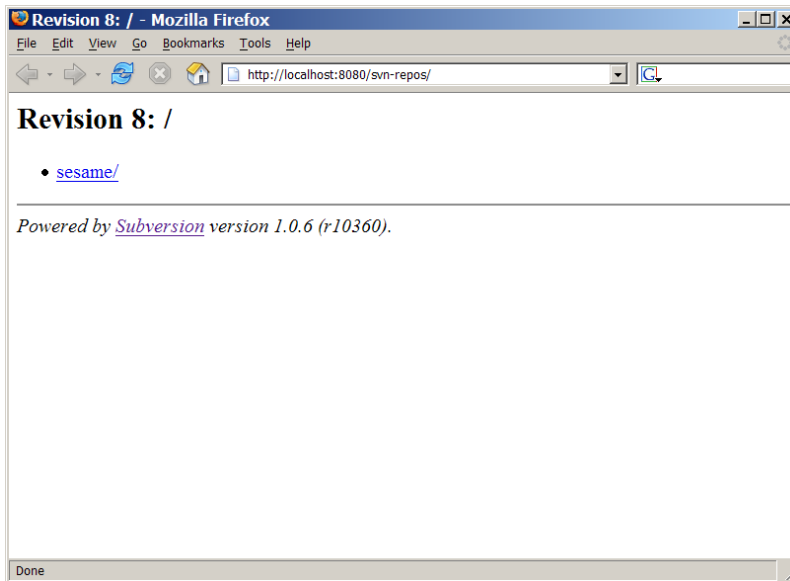 Revision 8: / - Mozilla Firefox
File Edit View Go Bookmarks Tools Help
http://localhost:8080/svn-repos/ G
Revision 8: /
• sesame/
Powered by Subversion version 1.0.6 (r10360).
Done